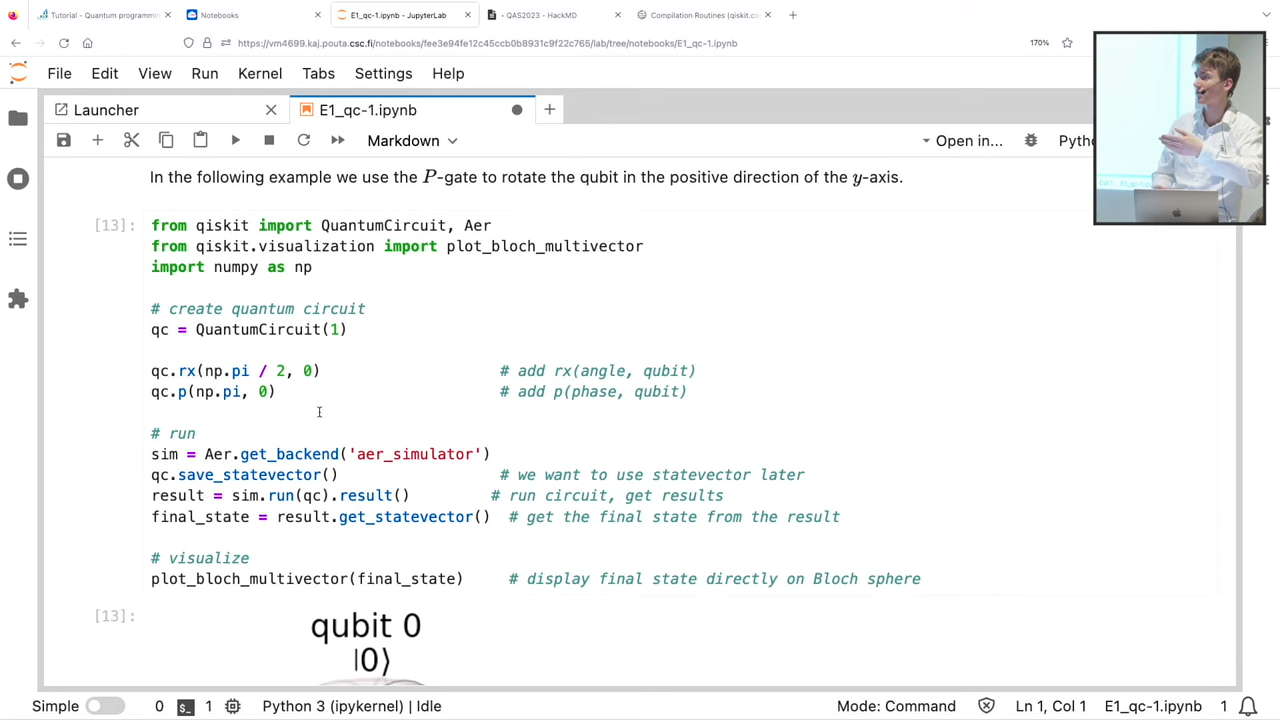 Tutorial - Quantum programmin
Notebooks
E1_qc-1.ipynb - JupyterLab
· QAS2023 - HackMD
Compilation Routines (qiskit.co
https://vm4699.kaj.pouta.csc.fi/notebooks/fee3e94fe12c45ccb0b8931c9f22c765/lab/tree/notebooks/E1_qc-1.ipynb
170%
File Edit View Run Kernel Tabs Settings Help
Launcher
E1_qc-1.ipynb
Markdown
Open in...
Pyth
In the following example we use the P-gate to rotate the qubit in the positive direction of the y-axis.
[13]:
from qiskit import QuantumCircuit, Aer
from qiskit.visualization import plot_bloch_multivector
import numpy as np
# create quantum circuit
qc = QuantumCircuit(1)
qc.rx(np.pi / 2, 0) # add rx(angle, qubit)
qc.p(np.pi, 0) # add p(phase, qubit)
# run
sim = Aer.get_backend('aer_simulator')
qc.save_statevector() # we want to use statevector later
result = sim.run(qc).result() # run circuit, get results
final_state = result.get_statevector() # get the final state from the result
# visualize
plot_bloch_multivector(final_state) # display final state directly on Bloch sphere
[13]:
qubit 0
|0⟩
Simple 0 1 Python 3 (ipykernel) | Idle Mode: Command Ln 1, Col 1 E1_qc-1.ipynb 1